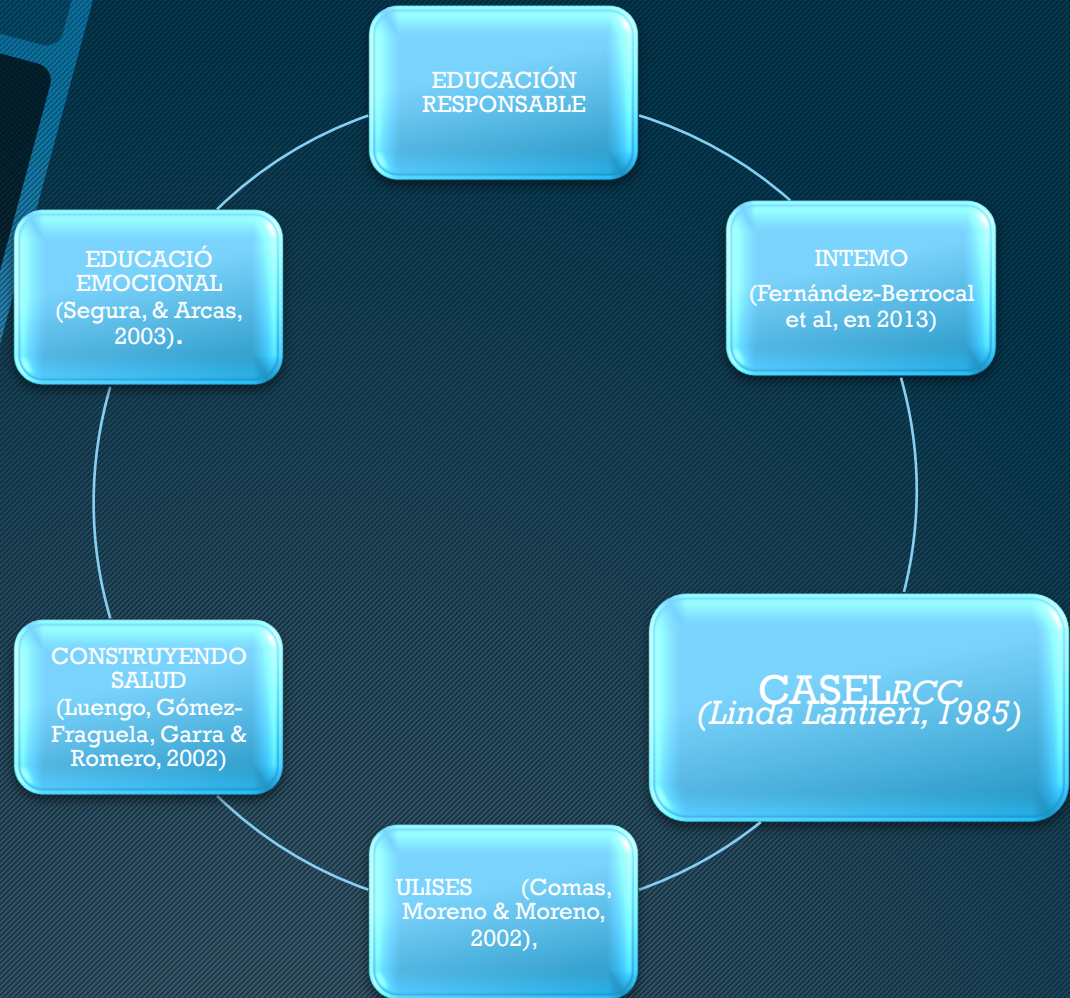 EDUCACIÓN
RESPONSABLE
INTEMO
(Fernández-Berrocal
et al, en 2013)
CASELRCC
(Linda Lantieri, 1985)
ULISES (Comas,
Moreno & Moreno,
2002),
CONSTRUYENDO
SALUD
(Luengo, Gómez-
Fraguela, Garra &
Romero, 2002)
EDUCACIÓ
EMOCIONAL
(Segura, & Arcas,
2003).